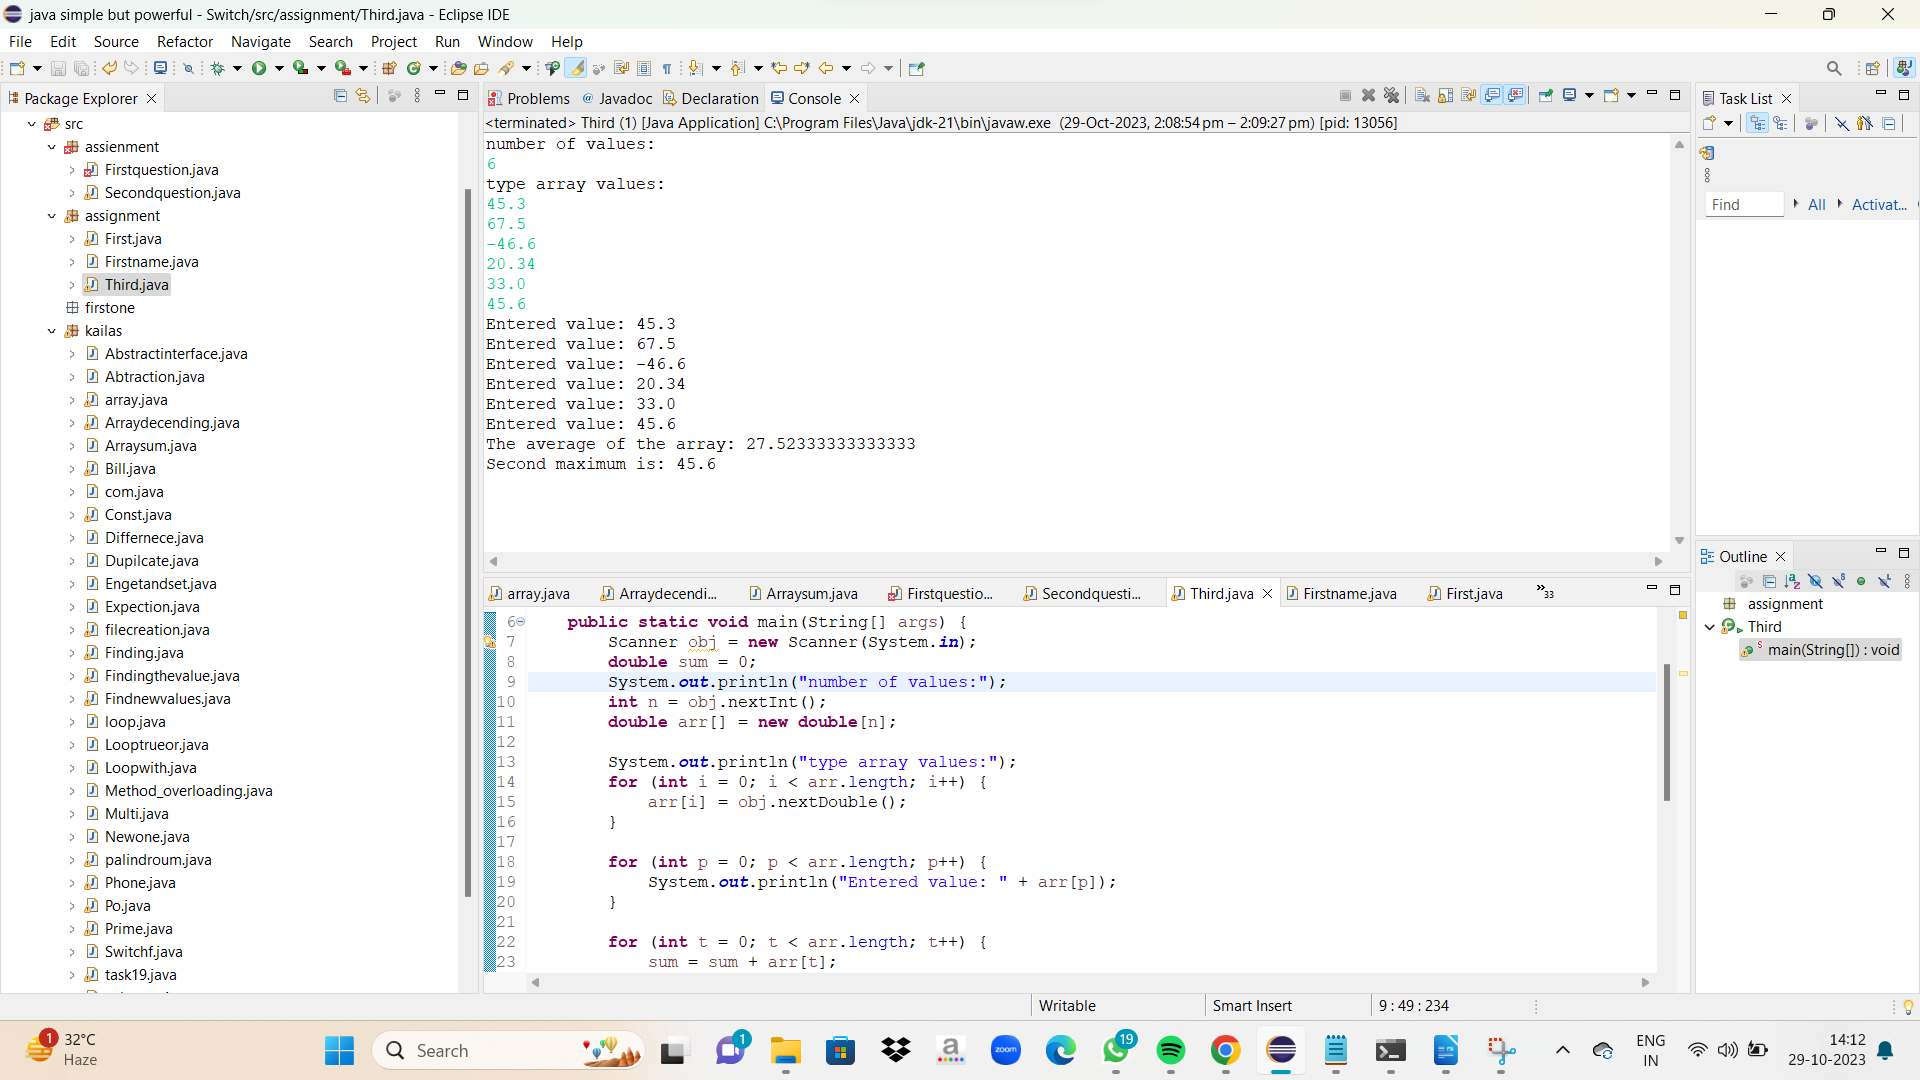 java simple but powerful - Switch/src/assignment/Third.java - Eclipse IDE
File Edit Source Refactor Navigate Search Project Run Window Help
Package Explorer
src
assienment
Firstquestion.java
Secondquestion.java
assignment
First.java
Firstname.java
Third.java
firstone
kailas
Abstractinterface.java
Abtraction.java
array.java
Arraydecending.java
Arraysum.java
Bill.java
com.java
Const.java
Differnece.java
Dupilcate.java
Engetandset.java
Expection.java
filecreation.java
Finding.java
Findingthevalue.java
Findnewvalues.java
loop.java
Looptrueor.java
Loopwith.java
Method_overloading.java
Multi.java
Newone.java
palindroum.java
Phone.java
Po.java
Prime.java
Switchf.java
task19.java
Problems Javadoc Declaration Console
<terminated> Third (1) [Java Application] C:\Program Files\Java\jdk-21\bin\javaw.exe (29-Oct-2023, 2:08:54 pm – 2:09:27 pm) [pid: 13056]
number of values:
6
type array values:
45.3
67.5
-46.6
20.34
33.0
45.6
Entered value: 45.3
Entered value: 67.5
Entered value: -46.6
Entered value: 20.34
Entered value: 33.0
Entered value: 45.6
The average of the array: 27.52333333333333
Second maximum is: 45.6
array.java Arraydecendi... Arraysum.java Firstquestio... Secondquesti... Third.java Firstname.java First.java »33
6 public static void main(String[] args) {
7 Scanner obj = new Scanner(System.in);
8 double sum = 0;
9 System.out.println("number of values:");
10 int n = obj.nextInt();
11 double arr[] = new double[n];
12
13 System.out.println("type array values:");
14 for (int i = 0; i < arr.length; i++) {
15 arr[i] = obj.nextDouble();
16 }
17
18 for (int p = 0; p < arr.length; p++) {
19 System.out.println("Entered value: " + arr[p]);
20 }
21
22 for (int t = 0; t < arr.length; t++) {
23 sum = sum + arr[t];
Task List
Find All Activat...
Outline
assignment
Third
main(String[]) : void
Writable Smart Insert 9 : 49 : 234
1
32°C
Haze
Search
1
a
zoom
19
ENG
IN
14:12
29-10-2023